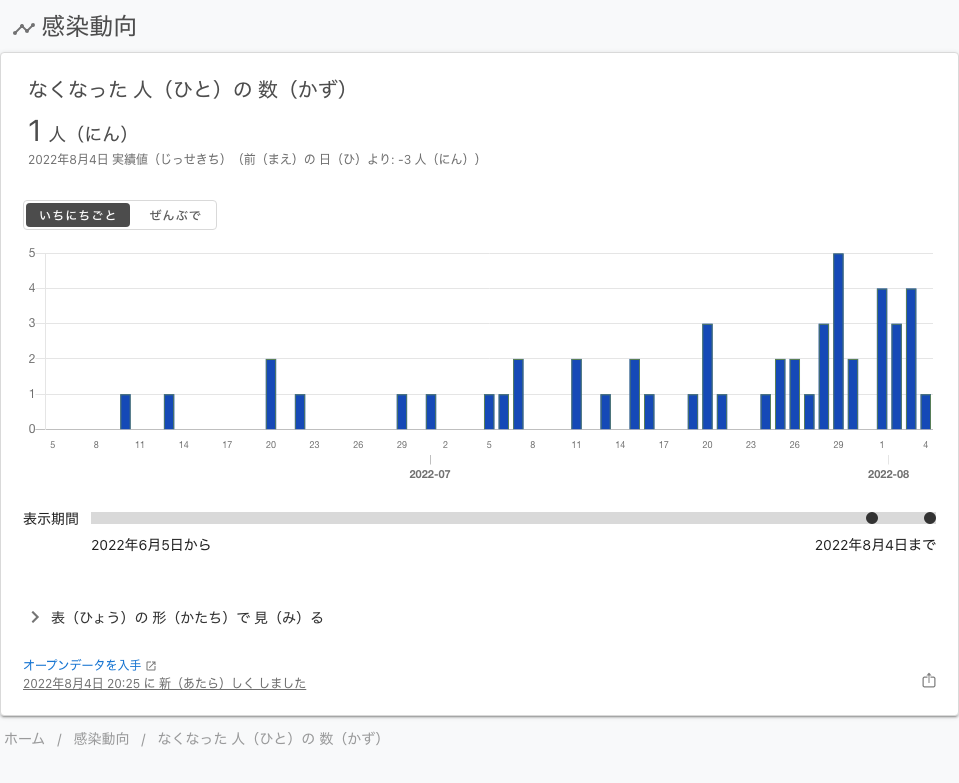 感染動向
なくなった 人（ひと）の 数（かず）
1 人（にん）
2022年8月4日 実績値（じっせきち）（前（まえ）の 日（ひ）より: -3 人（にん））
いちにちごと ぜんぶで
5
4
3
2
1
0
5 8 11 14 17 20 23 26 29 2 5 8 11 14 17 20 23 26 29 1 4
2022-07 2022-08
表示期間
2022年6月5日から 2022年8月4日まで
表（ひょう）の 形（かたち）で 見（み）る
オープンデータを入手
2022年8月4日 20:25 に 新（あたら）しく しました
ホーム / 感染動向 / なくなった 人（ひと）の 数（かず）